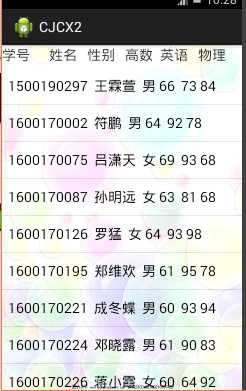 10:28
CJCX2
学号 姓名 性别 高数 英语 物理
1500190297 王霖萱 男 66 73 84
1600170002 符鹏 男 64 92 78
1600170075 吕潇天 女 69 93 68
1600170087 孙明远 女 63 81 68
1600170126 罗猛 女 64 93 98
1600170195 郑维欢 男 61 95 78
1600170221 成冬蝶 男 60 93 94
1600170224 邓晓露 男 61 90 83
1600170226 蒋小霞 女 60 64 92